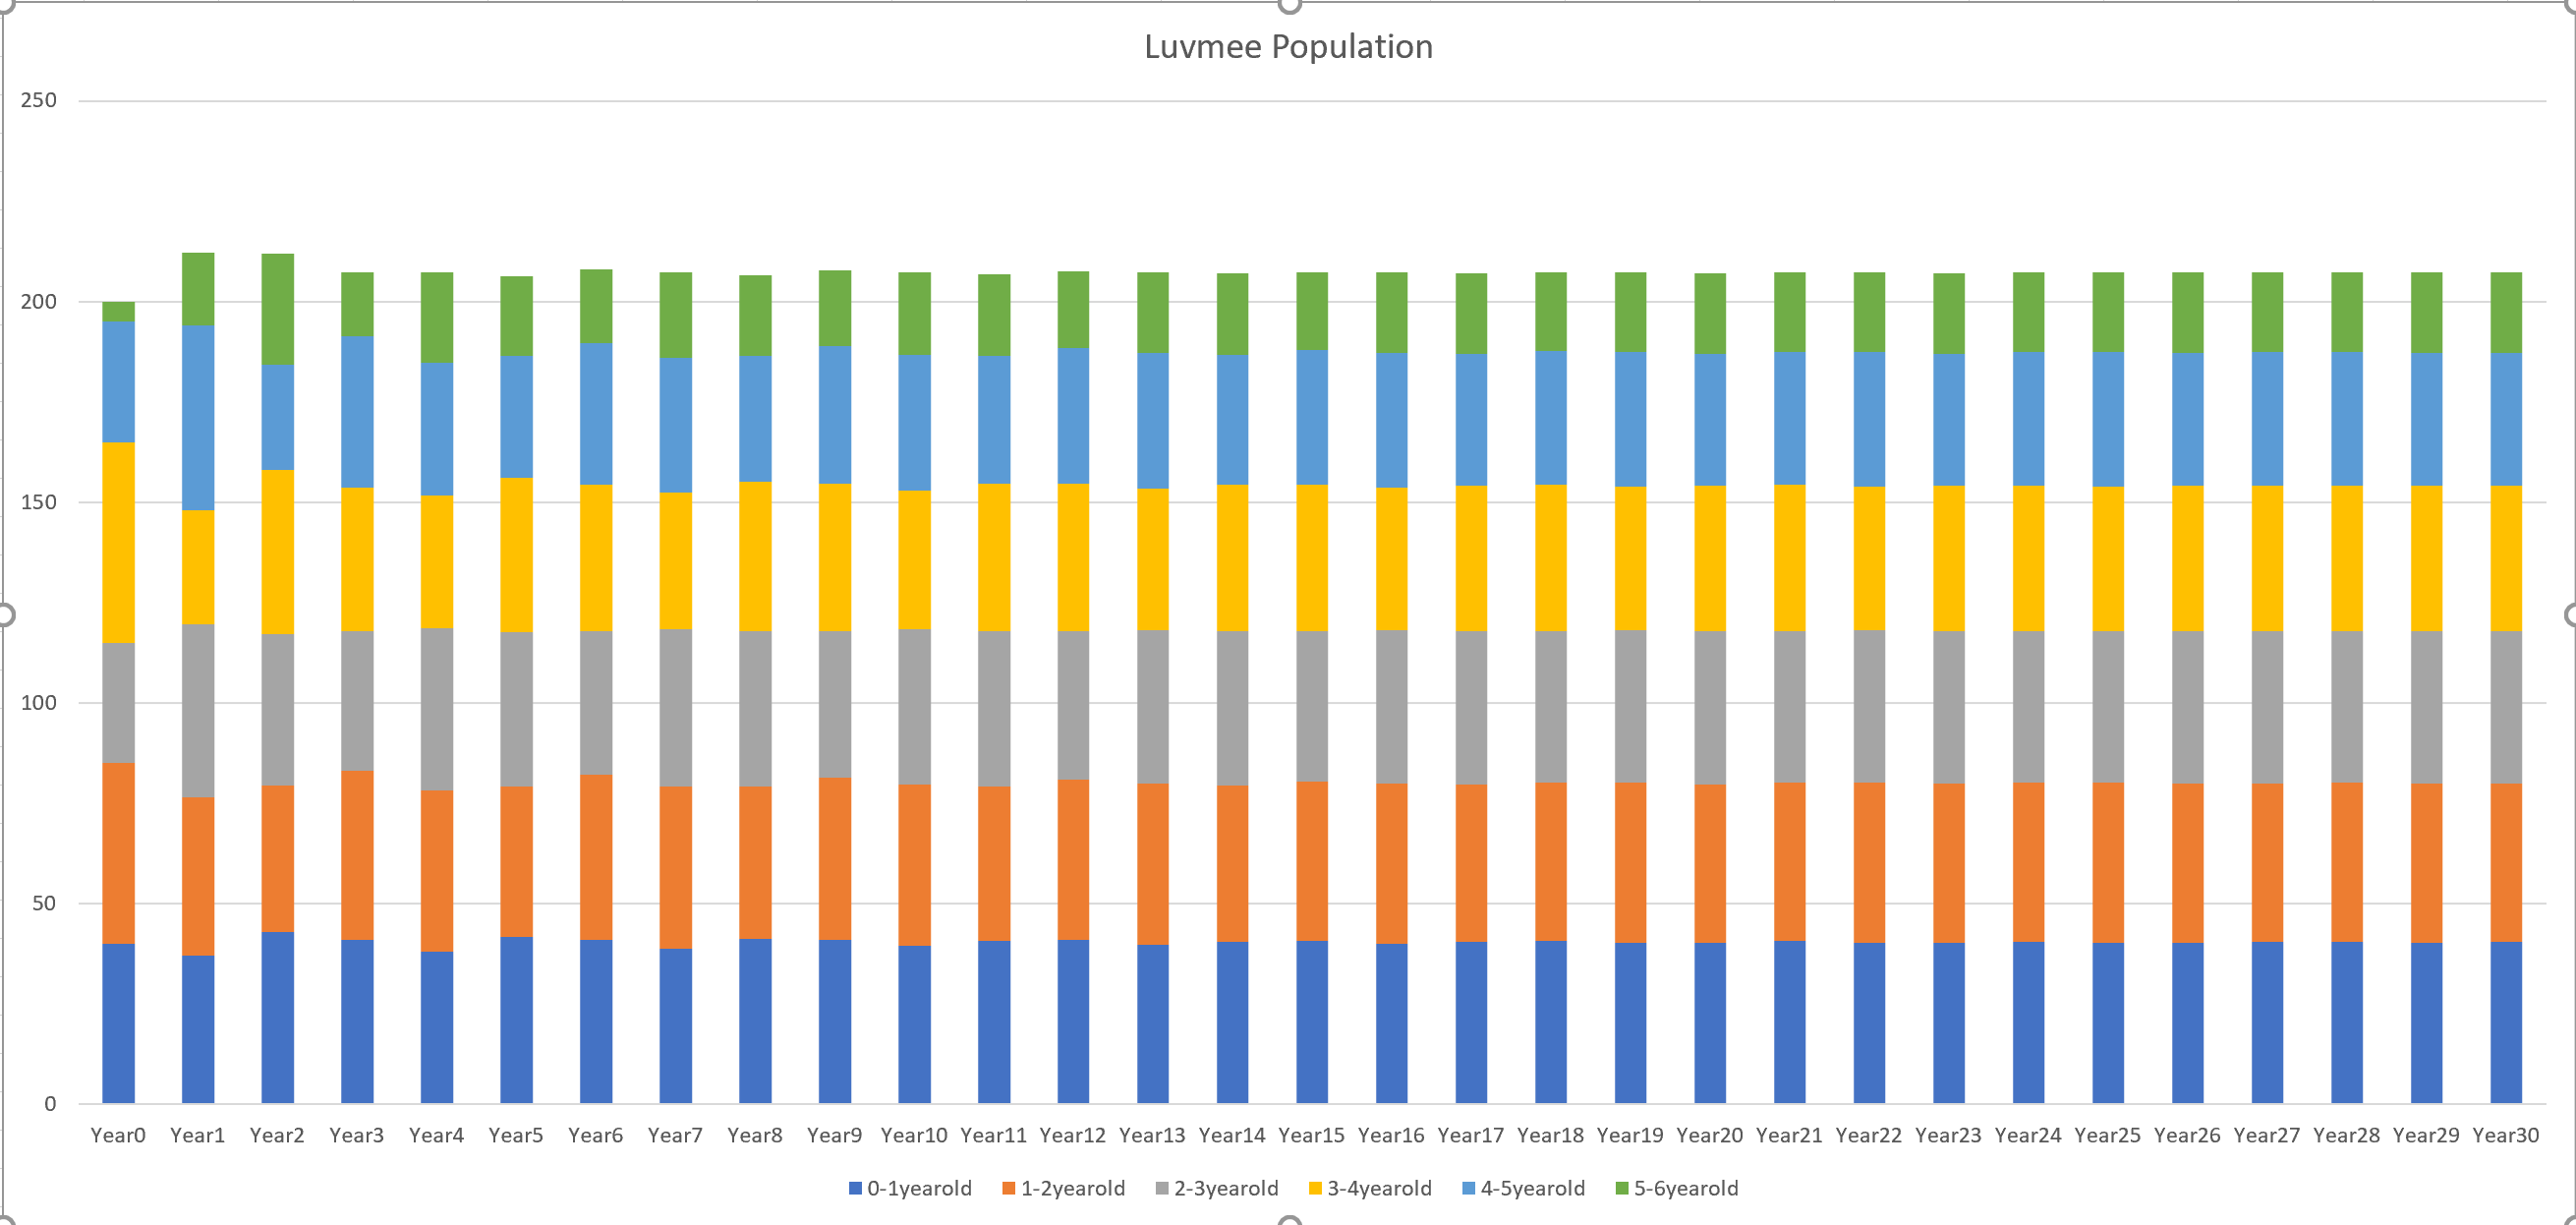 Luvmee Population
250
200
150
100
50
0
Year0 Year1 Year2 Year3 Year4 Year5 Year6 Year7 Year8 Year9 Year10 Year11 Year12 Year13 Year14 Year15 Year16 Year17 Year18 Year19 Year20 Year21 Year22 Year23 Year24 Year25 Year26 Year27 Year28 Year29 Year30
0-1yearold 1-2yearold 2-3yearold 3-4yearold 4-5yearold 5-6yearold